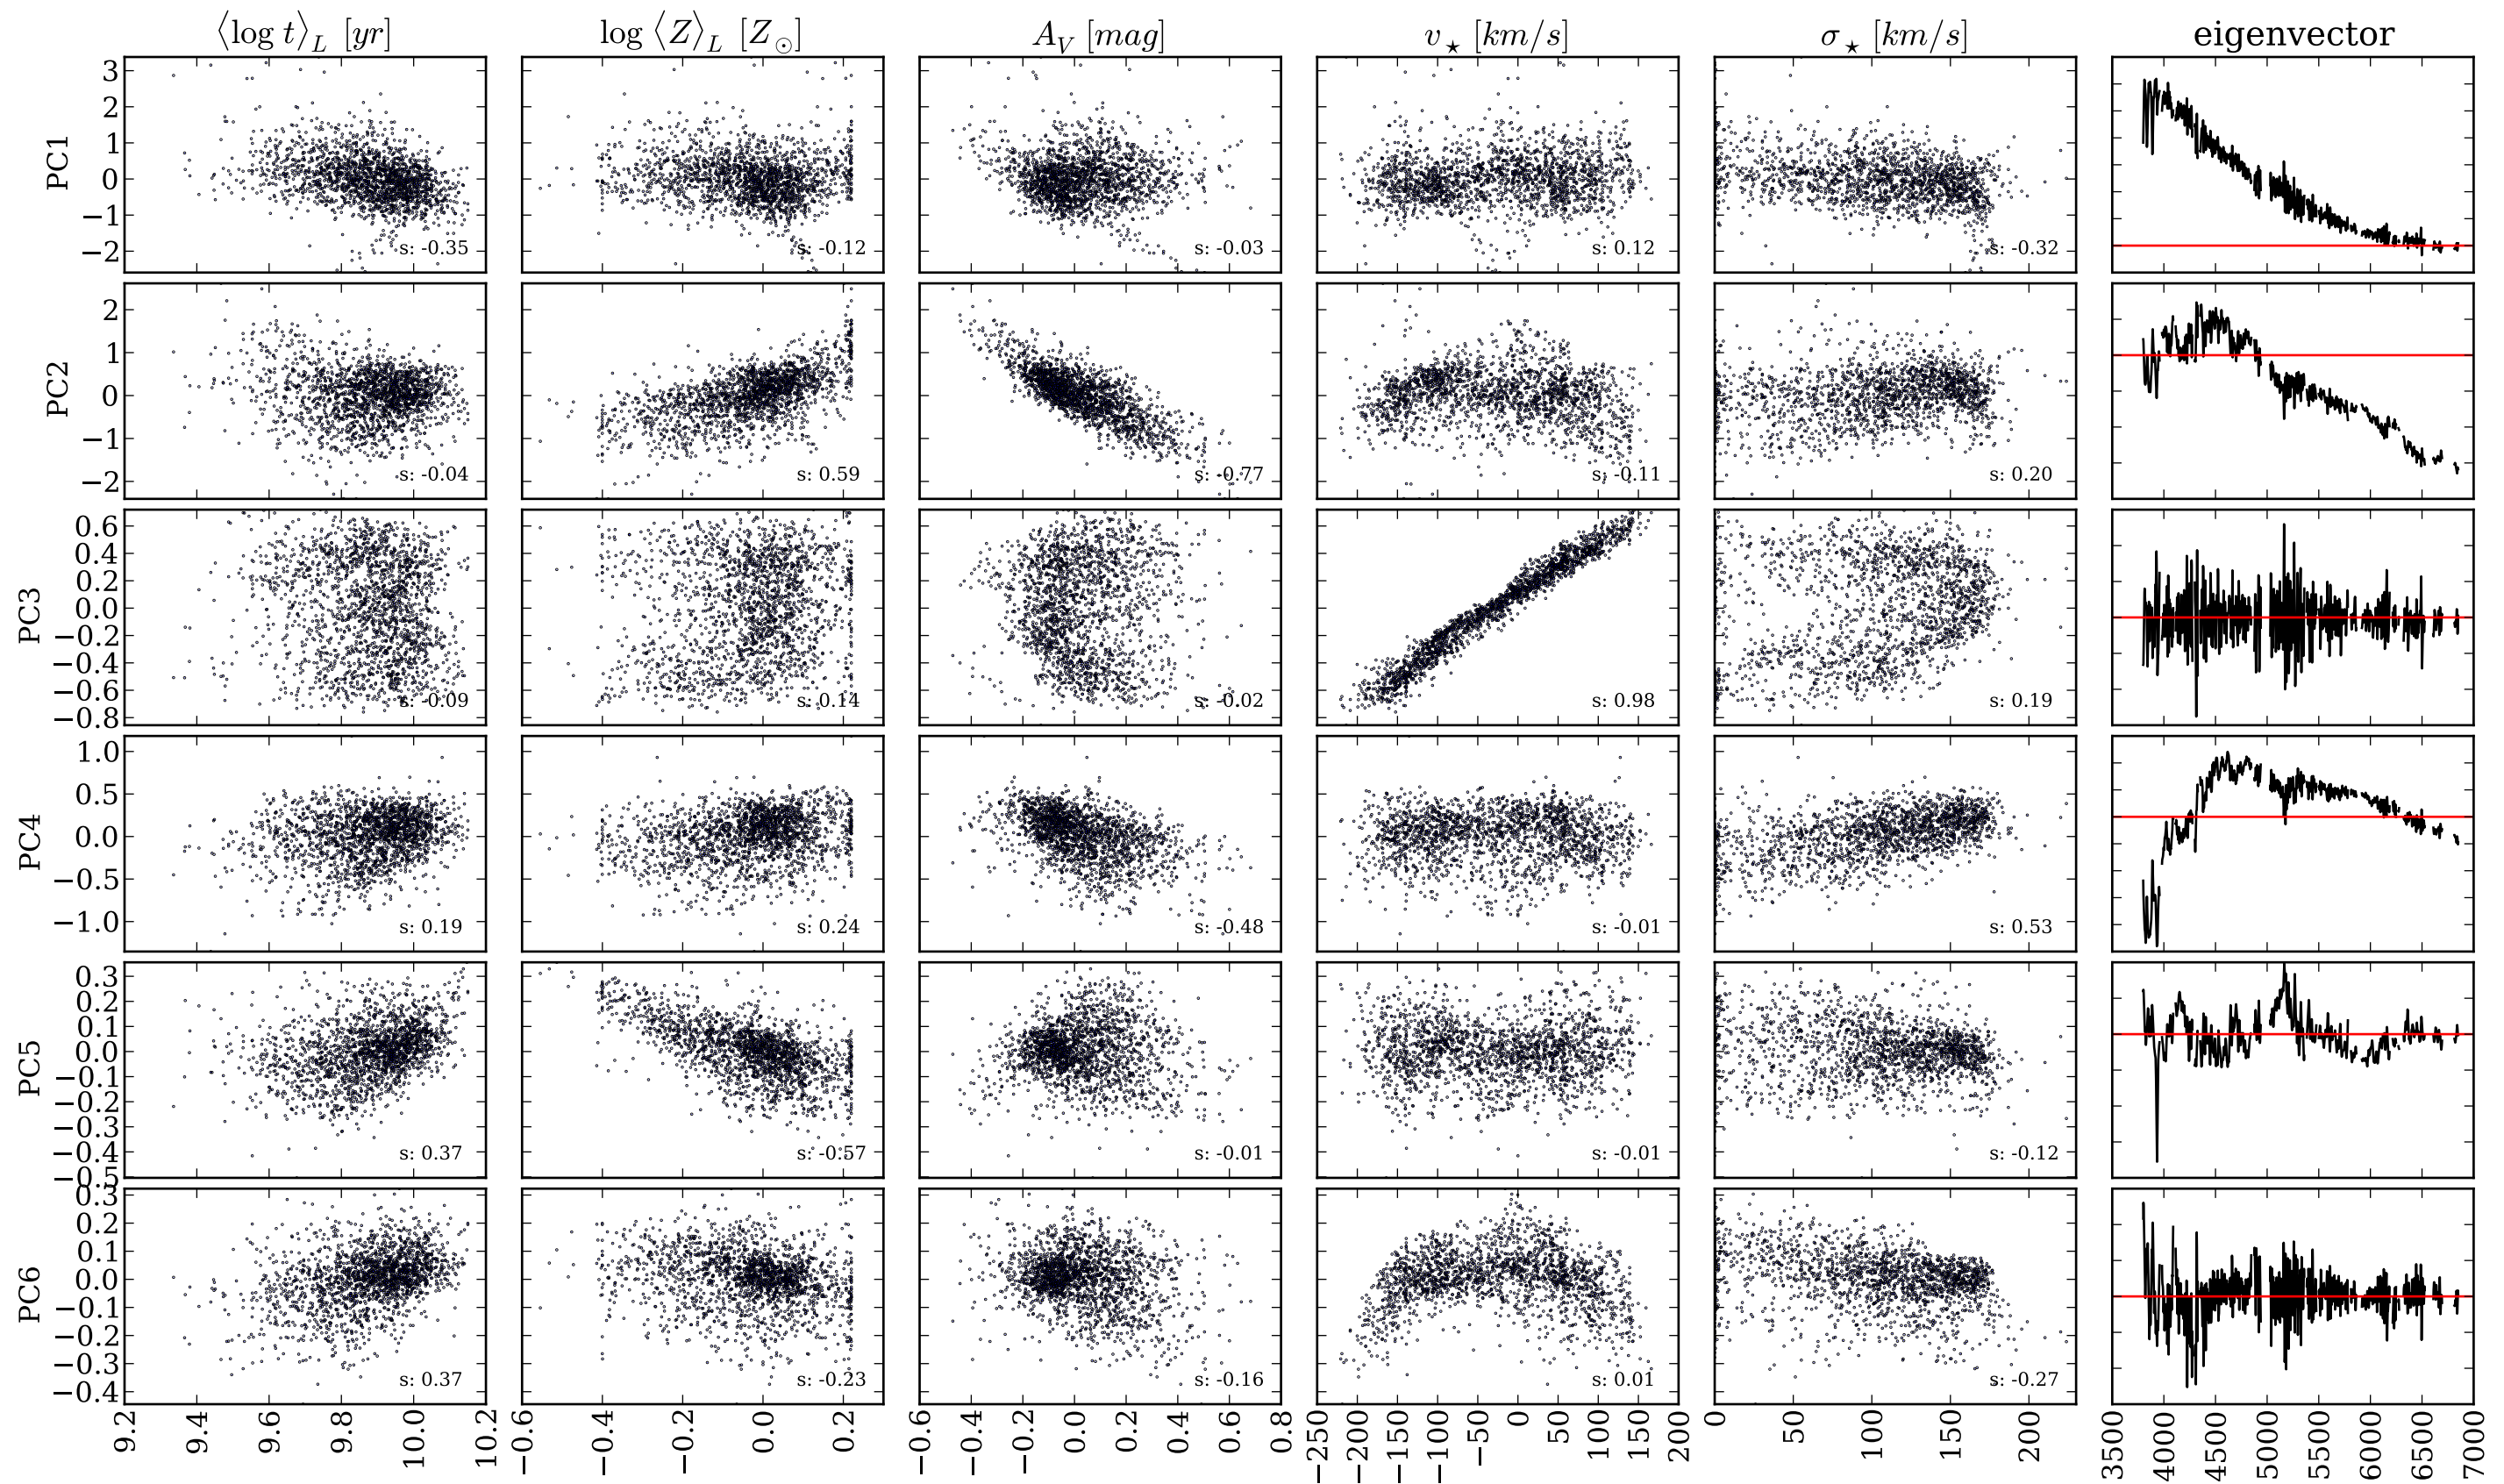 ⟨log t⟩_L [yr] log ⟨Z⟩_L [Z_⊙] A_V [mag] v_⋆ [km/s] σ_⋆ [km/s] eigenvector
PC1
3
2
1
0
−1
−2
s: -0.35 s: -0.12 s: -0.03 s: 0.12 s: -0.32
PC2
2
1
0
−1
−2
s: -0.04 s: 0.59 s: -0.77 s: -0.11 s: 0.20
PC3
0.6
0.4
0.2
0.0
−0.2
−0.4
−0.6
−0.8
s: -0.09 s: 0.14 s: -0.02 s: 0.98 s: 0.19
PC4
1.0
0.5
0.0
−0.5
−1.0
s: 0.19 s: 0.24 s: -0.48 s: -0.01 s: 0.53
PC5
0.3
0.2
0.1
0.0
−0.1
−0.2
−0.3
−0.4
−0.5
s: 0.37 s: -0.57 s: -0.01 s: -0.01 s: -0.12
PC6
0.3
0.2
0.1
0.0
−0.1
−0.2
−0.3
−0.4
s: 0.37 s: -0.23 s: -0.16 s: 0.01 s: -0.27
9.2 9.4 9.6 9.8 10.0 10.2 −0.6 −0.4 −0.2 0.0 0.2 −0.6 −0.4 −0.2 0.0 0.2 0.4 0.6 0.8 −250 −200 −150 −100 −50 0 50 100 150 200 0 50 100 150 200 3500 4000 4500 5000 5500 6000 6500 7000